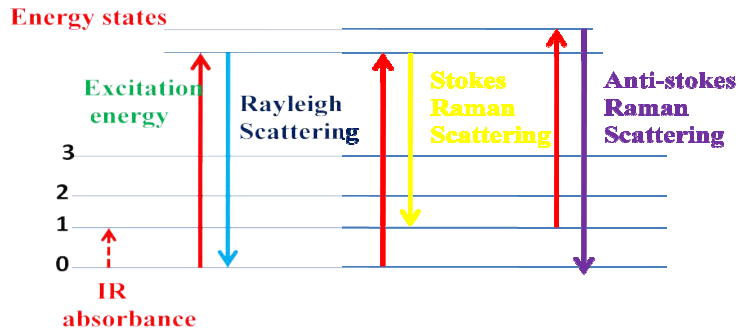 Energy states
Excitation
energy
Rayleigh
Scattering
Stokes
Raman
Scattering
Anti-stokes
Raman
Scattering
3
2
1
0
IR
absorbance